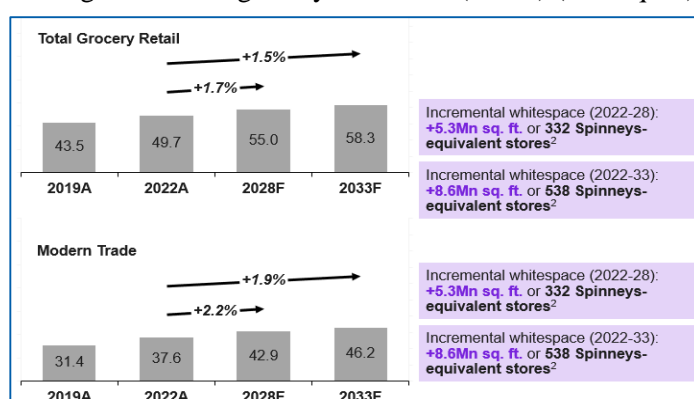 Total Grocery Retail
+1.5%
+1.7%
43.5 49.7 55.0 58.3
2019A 2022A 2028F 2033F
Incremental whitespace (2022-28):
+5.3Mn sq. ft. or 332 Spinneys-
equivalent stores2
Incremental whitespace (2022-33):
+8.6Mn sq. ft. or 538 Spinneys-
equivalent stores2
Modern Trade
+1.9%
+2.2%
31.4 37.6 42.9 46.2
2019A 2022A 2028F 2033F
Incremental whitespace (2022-28):
+5.3Mn sq. ft. or 332 Spinneys-
equivalent stores2
Incremental whitespace (2022-33):
+8.6Mn sq. ft. or 538 Spinneys-
equivalent stores2